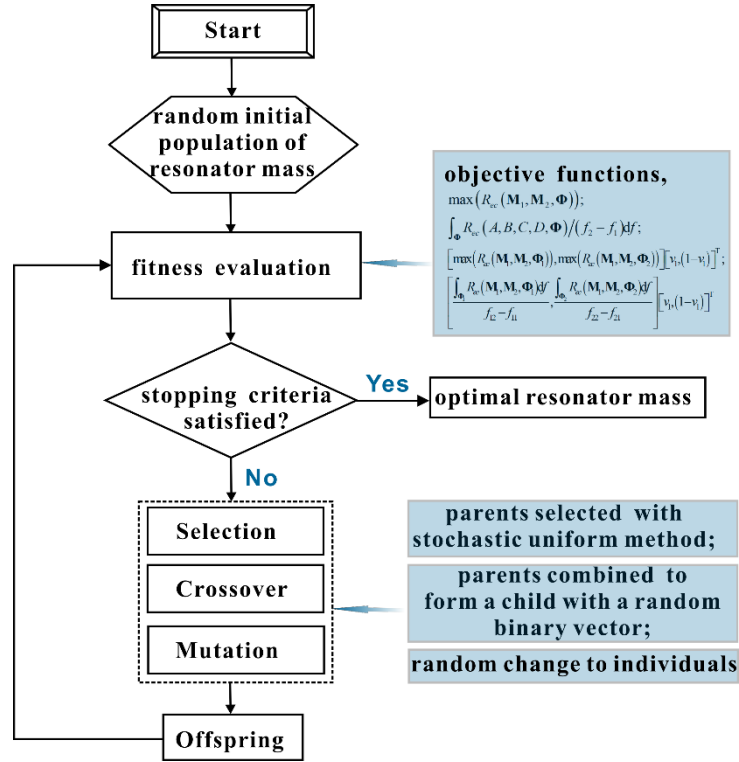 Start
random initial
population of
resonator mass
objective functions,
max(R_ec(M₁,M₂,Φ));
∫_Φ R_ec(A,B,C,D,Φ)/(f₂−f₁)df;
[max(R_ec(M₁,M₂,Φ₁)),max(R_ec(M₁,M₂,Φ₂))][v₁,(1−v₁)]ᵀ;
[∫_Φ₁ R_ec(M₁,M₂,Φ₁)df / f₁₂−f₁₁, ∫_Φ₂ R_ec(M₁,M₂,Φ₂)df / f₂₂−f₂₁][v₁,(1−v₁)]ᵀ
fitness evaluation
stopping criteria
satisfied?
Yes
optimal resonator mass
No
Selection
Crossover
Mutation
parents selected with
stochastic uniform method;
parents combined to
form a child with a random
binary vector;
random change to individuals
Offspring